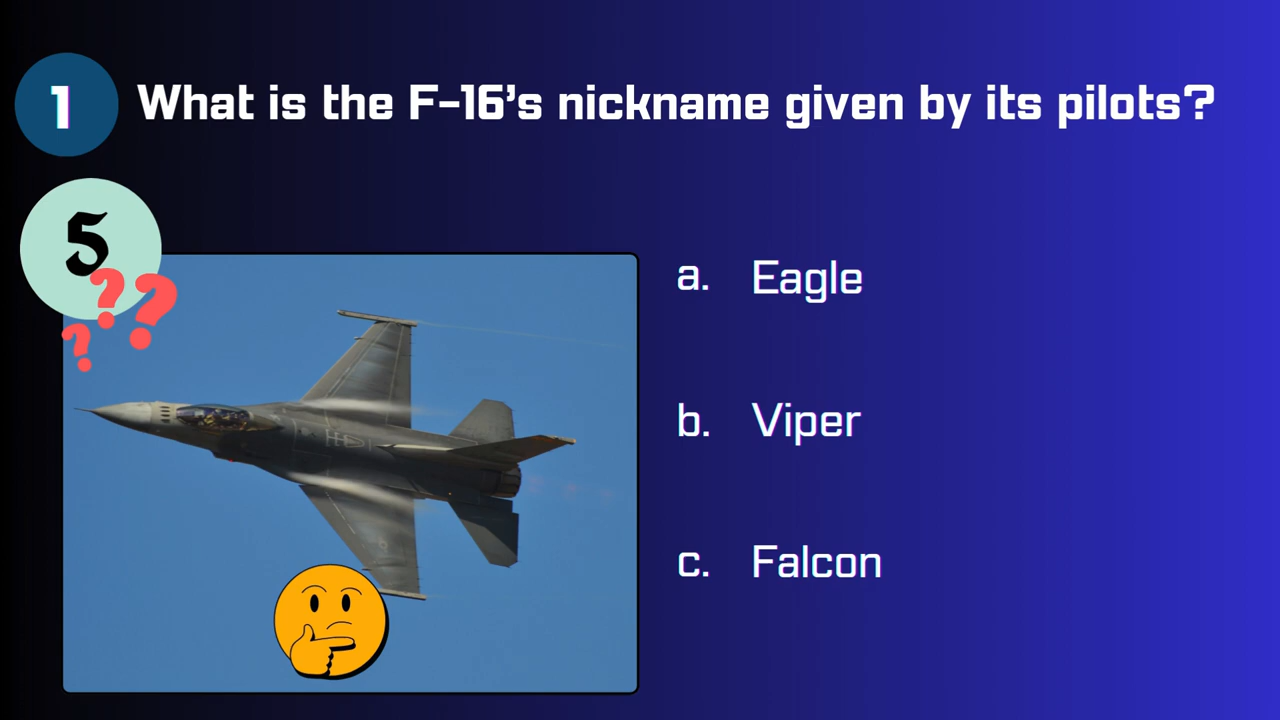 1 What is the F-16's nickname given by its pilots?
5
???
a. Eagle
b. Viper
c. Falcon